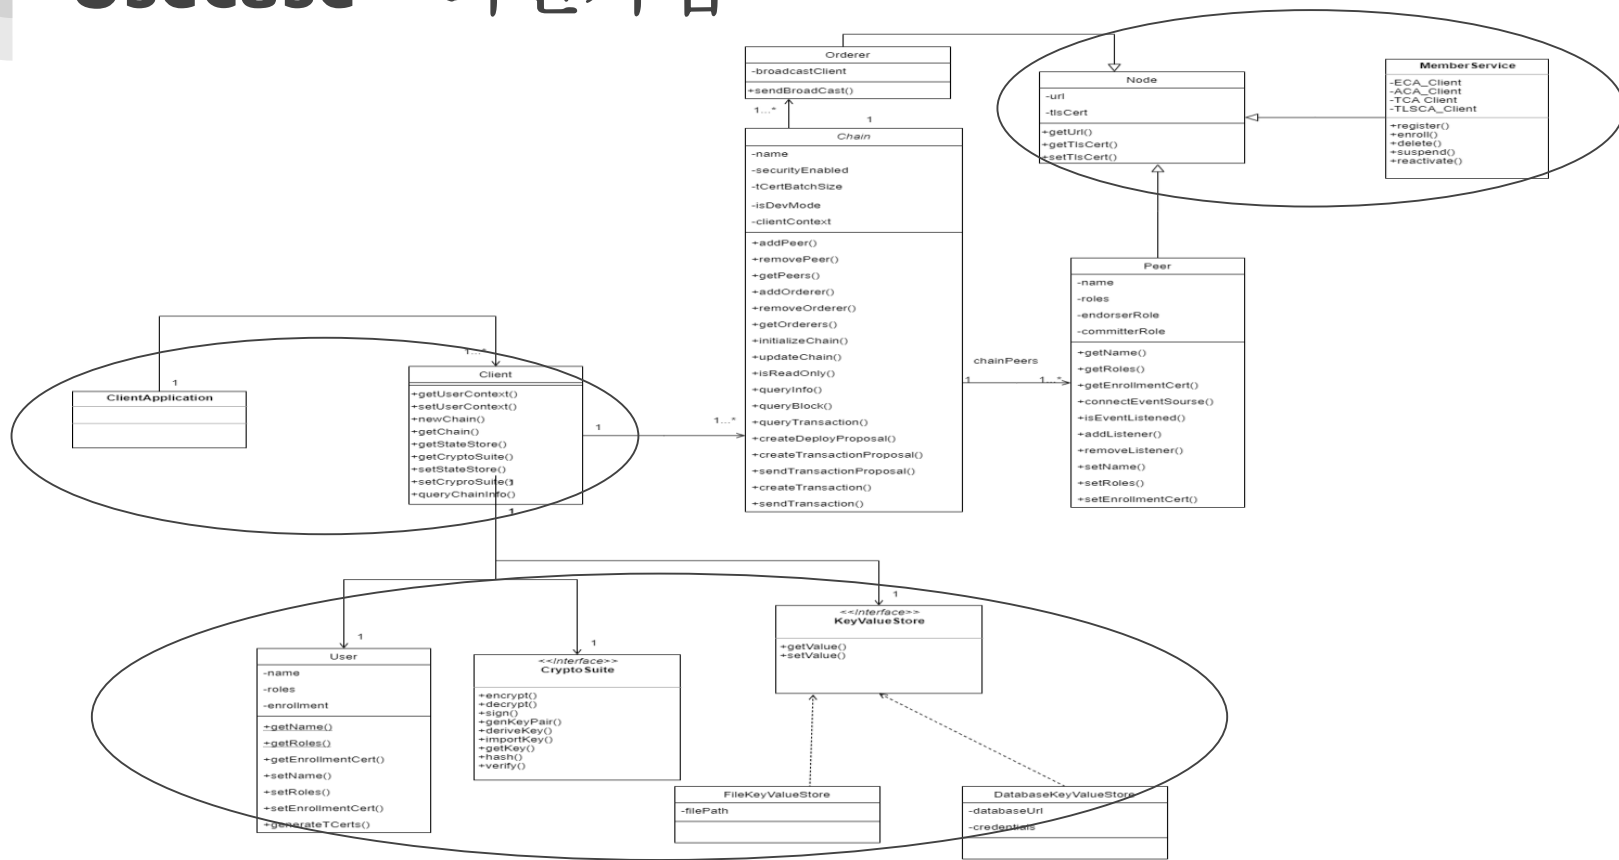 Orderer
-broadcastClient
+sendBroadCast()
1...*
1
Chain
-name
-securityEnabled
-tCertBatchSize
-isDevMode
-clientContext
+addPeer()
+removePeer()
+getPeers()
+addOrderer()
+removeOrderer()
+getOrderers()
+initializeChain()
+updateChain()
+isReadOnly()
+queryInfo()
+queryBlock()
+queryTransaction()
+createDeployProposal()
+createTransactionProposal()
+sendTransactionProposal()
+createTransaction()
+sendTransaction()
Node
-url
-tlsCert
+getUrl()
+getTlsCert()
+setTlsCert()
MemberService
-ECA_Client
-ACA_Client
-TCA Client
-TLSCA_Client
+register()
+enroll()
+delete()
+suspend()
+reactivate()
chainPeers
1
1...*
Peer
-name
-roles
-endorserRole
-committerRole
+getName()
+getRoles()
+getEnrollmentCert()
+connectEventSourse()
+isEventListened()
+addListener()
+removeListener()
+setName()
+setRoles()
+setEnrollmentCert()
1
1...*
ClientApplication
Client
+getUserContext()
+setUserContext()
+newChain()
+getChain()
+getStateStore()
+getCryptoSuite()
+setStateStore()
+setCryproSuite()
+queryChainInfo()
1
1...*
1
1
1
1
1
User
-name
-roles
-enrollment
+getName()
+getRoles()
+getEnrollmentCert()
+setName()
+setRoles()
+setEnrollmentCert()
+generateTCerts()
<<Interface>>
CryptoSuite
+encrypt()
+decrypt()
+sign()
+genKeyPair()
+deriveKey()
+importKey()
+getKey()
+hash()
+verify()
<<Interface>>
KeyValueStore
+getValue()
+setValue()
FileKeyValueStore
-filePath
DatabaseKeyValueStore
-databaseUrl
-credentials